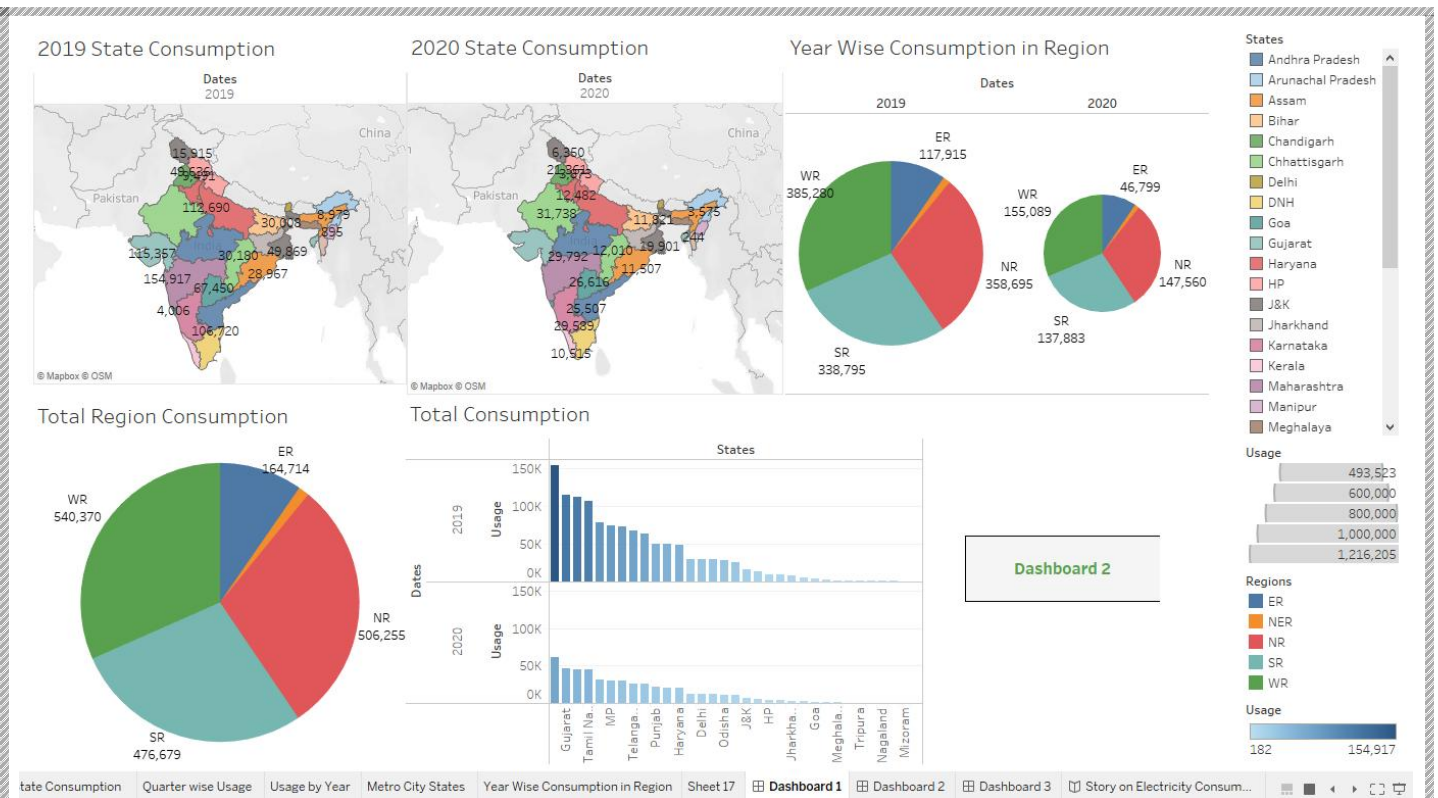 2019 State Consumption
Dates
2019
China
Pakistan
15,915
112,690
30,008
8,979
895
115,357
30,180
49,869
28,967
154,917
67,450
4,006
106,720
© Mapbox © OSM
2020 State Consumption
Dates
2020
China
Pakistan
6,350
12,482
31,738
11,821
3,575
244
29,792
12,010
19,901
11,507
26,616
25,507
29,539
10,515
© Mapbox © OSM
Year Wise Consumption in Region
Dates
2019
2020
ER
117,915
WR
385,280
NR
358,695
SR
338,795
ER
46,799
WR
155,089
NR
147,560
SR
137,883
States
Andhra Pradesh
Arunachal Pradesh
Assam
Bihar
Chandigarh
Chhattisgarh
Delhi
DNH
Goa
Gujarat
Haryana
HP
J&K
Jharkhand
Karnataka
Kerala
Maharashtra
Manipur
Meghalaya
Total Region Consumption
ER
164,714
WR
540,370
NR
506,255
SR
476,679
Total Consumption
States
Dates
2019
Usage
150K
100K
50K
0K
2020
Usage
150K
100K
50K
0K
Gujarat
Tamil Na..
MP
Telanga..
Punjab
Haryana
Delhi
Odisha
J&K
HP
Jharkha..
Goa
Meghala..
Tripura
Nagaland
Mizoram
Dashboard 2
Usage
493,523
600,000
800,000
1,000,000
1,216,205
Regions
ER
NER
NR
SR
WR
Usage
182 154,917
tate Consumption Quarter wise Usage Usage by Year Metro City States Year Wise Consumption in Region Sheet 17 Dashboard 1 Dashboard 2 Dashboard 3 Story on Electricity Consum...